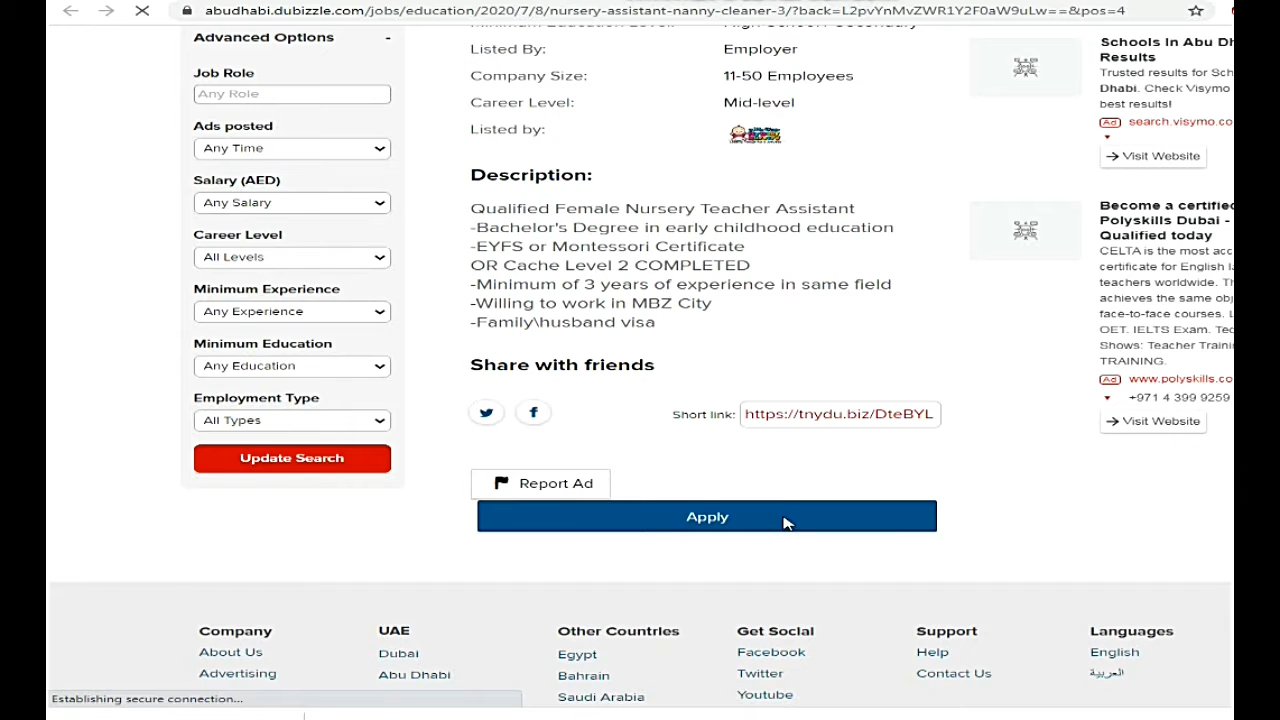 abudhabi.dubizzle.com/jobs/education/2020/7/8/nursery-assistant-nanny-cleaner-3/?back=L2pvYnMvZWR1Y2F0aW9uLw==&pos=4
Advanced Options -
Job Role
Any Role
Ads posted
Any Time
Salary (AED)
Any Salary
Career Level
All Levels
Minimum Experience
Any Experience
Minimum Education
Any Education
Employment Type
All Types
Update Search
Listed By: Employer
Company Size: 11-50 Employees
Career Level: Mid-level
Listed by:
Description:
Qualified Female Nursery Teacher Assistant
-Bachelor's Degree in early childhood education
-EYFS or Montessori Certificate
OR Cache Level 2 COMPLETED
-Minimum of 3 years of experience in same field
-Willing to work in MBZ City
-Family\husband visa
Share with friends
Short link: https://tnydu.biz/DteBYL
Report Ad
Apply
Schools In Abu Dh
Results
Trusted results for Sch
Dhabi. Check Visymo
best results!
Ad search.visymo.co
Visit Website
Become a certifie
Polyskills Dubai -
Qualified today
CELTA is the most acc
certificate for English la
teachers worldwide. Th
achieves the same obj
face-to-face courses. L
OET. IELTS Exam. Tec
Shows: Teacher Traini
TRAINING.
Ad www.polyskills.co
+971 4 399 9259
Visit Website
Company
About Us
Advertising
UAE
Dubai
Abu Dhabi
Other Countries
Egypt
Bahrain
Saudi Arabia
Get Social
Facebook
Twitter
Youtube
Support
Help
Contact Us
Languages
English
العربية
Establishing secure connection...